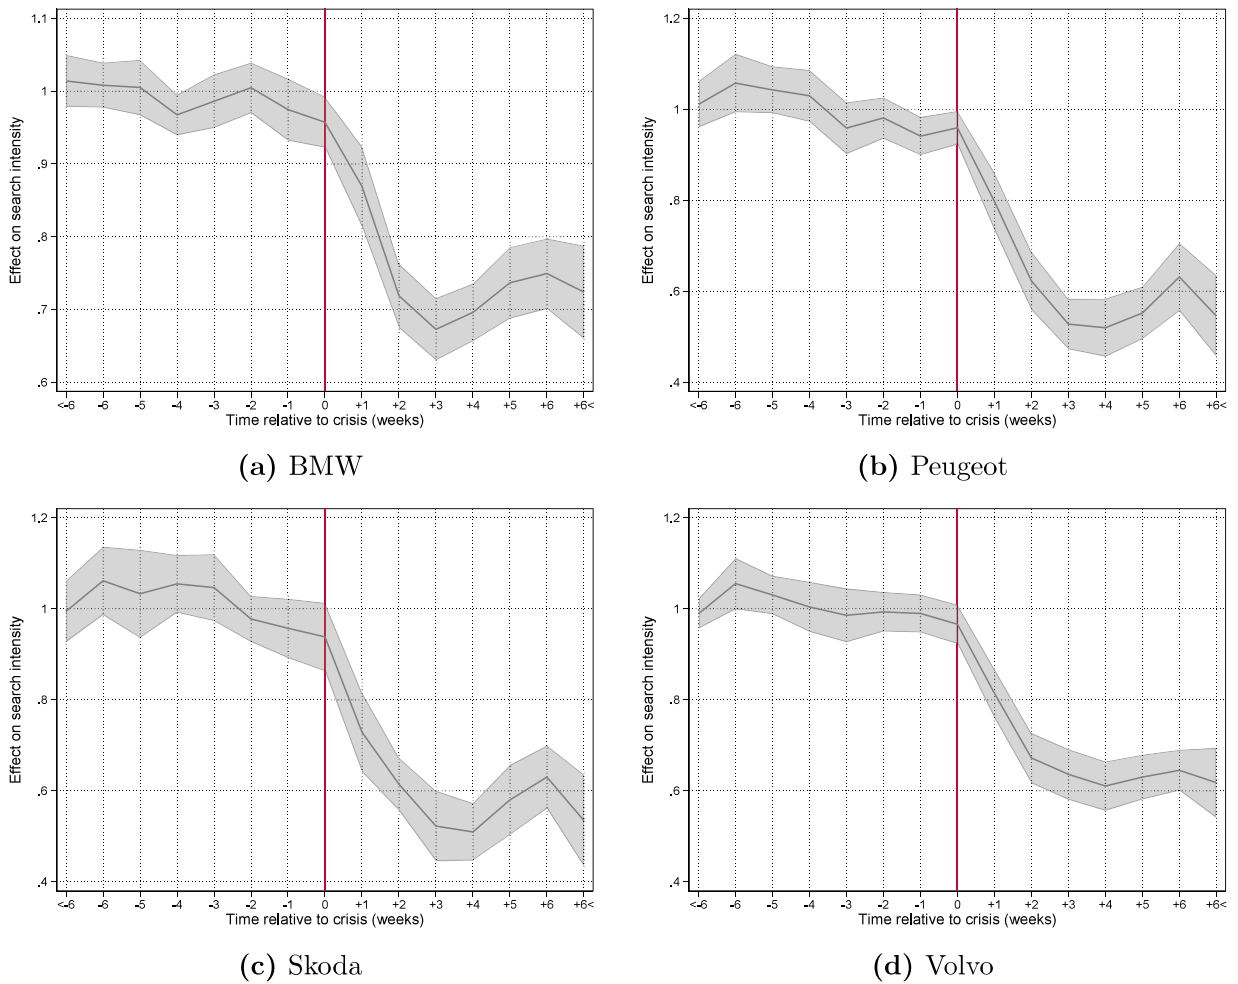 Effect on search intensity
1.1
1
.9
.8
.7
.6
<-6 -6 -5 -4 -3 -2 -1 0 +1 +2 +3 +4 +5 +6 +6<
Time relative to crisis (weeks)
(a) BMW
Effect on search intensity
1.2
1
.8
.6
.4
<-6 -6 -5 -4 -3 -2 -1 0 +1 +2 +3 +4 +5 +6 +6<
Time relative to crisis (weeks)
(b) Peugeot
Effect on search intensity
1.2
1
.8
.6
.4
<-6 -6 -5 -4 -3 -2 -1 0 +1 +2 +3 +4 +5 +6 +6<
Time relative to crisis (weeks)
(c) Skoda
Effect on search intensity
1.2
1
.8
.6
.4
<-6 -6 -5 -4 -3 -2 -1 0 +1 +2 +3 +4 +5 +6 +6<
Time relative to crisis (weeks)
(d) Volvo